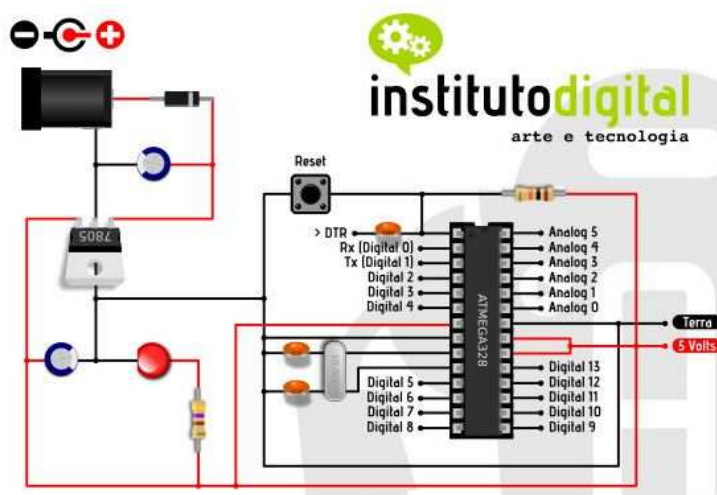 institutodigital
arte e tecnologia
Reset
> DTR
Rx (Digital 0)
Tx (Digital 1)
Digital 2
Digital 3
Digital 4
Digital 5
Digital 6
Digital 7
Digital 8
7805
ATMEGA328
Analog 5
Analog 4
Analog 3
Analog 2
Analog 1
Analog 0
Terra
5 Volts
Digital 13
Digital 12
Digital 11
Digital 10
Digital 9